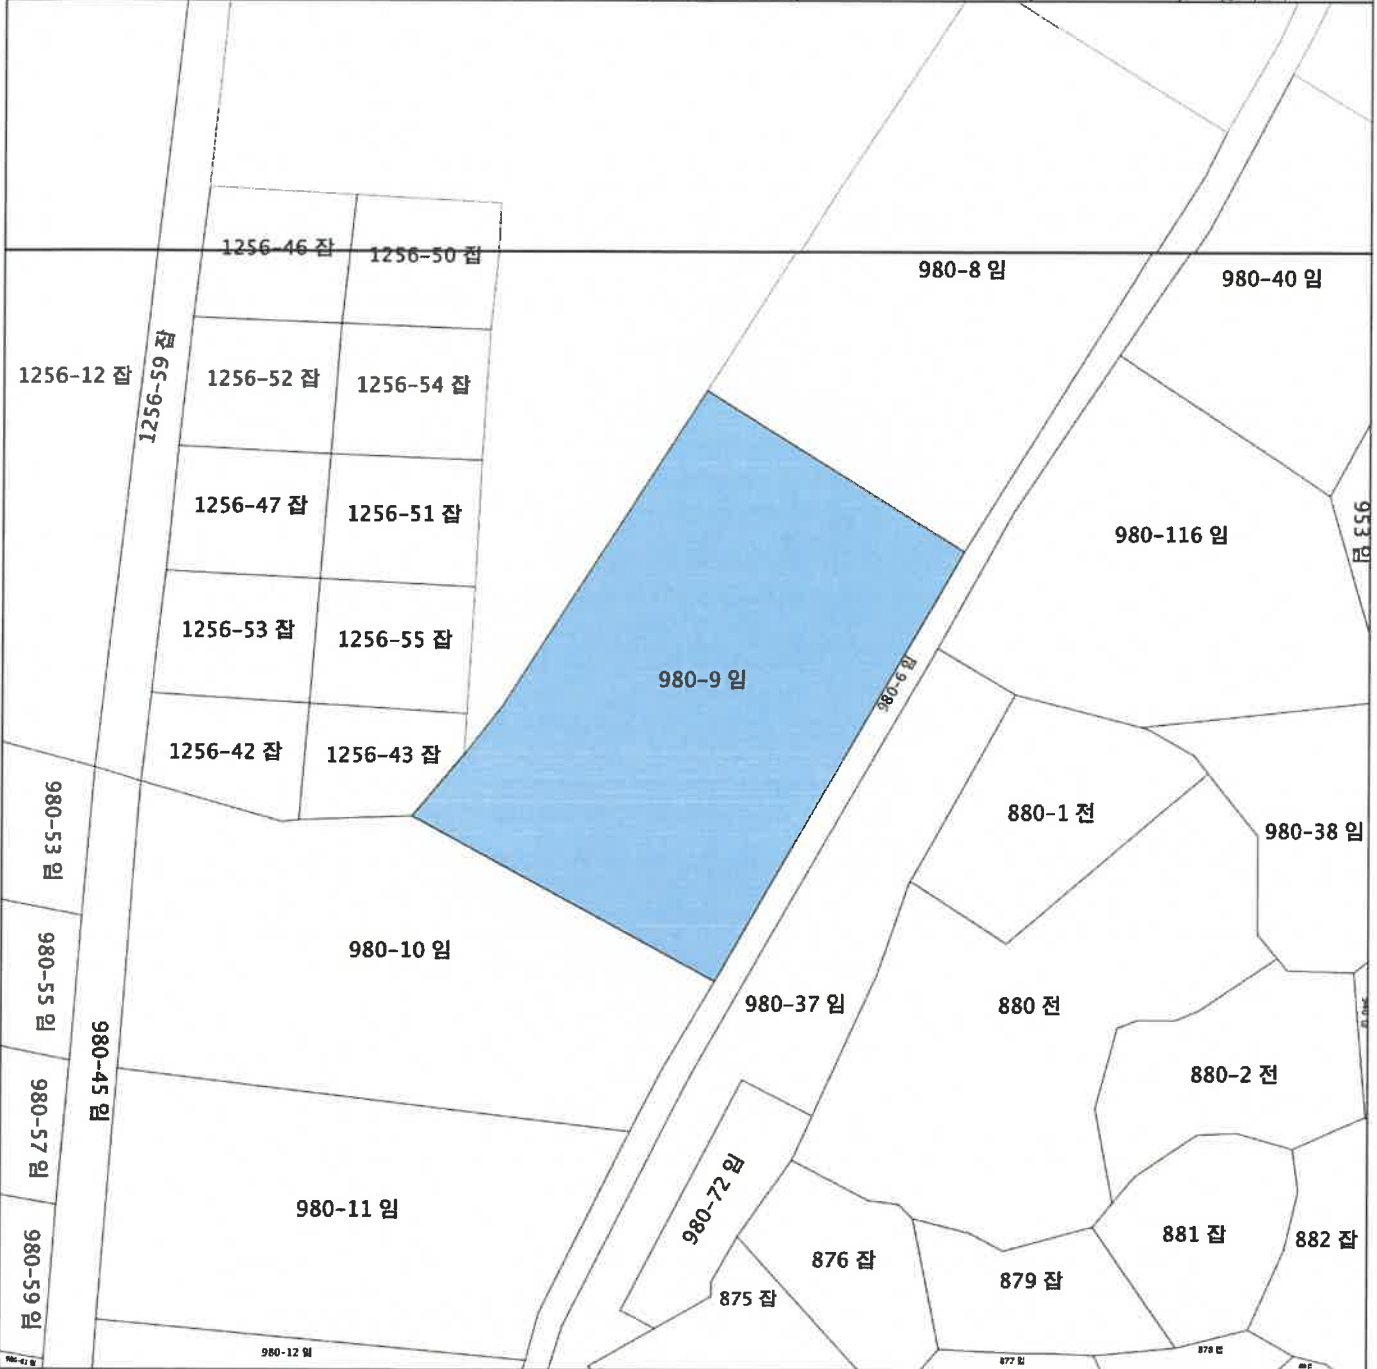 1256-46 잡
1256-50 잡
980-8 임
980-40 임
1256-12 잡
1256-59 잡
1256-52 잡
1256-54 잡
1256-47 잡
1256-51 잡
980-116 임
953 임
1256-53 잡
1256-55 잡
980-9 임
980-6 임
1256-42 잡
1256-43 잡
980-53 임
880-1 전
980-38 임
980-10 임
980-55 임
980-37 임
880 전
980-45 임
880-2 전
980-57 임
980-72 임
980-11 임
881 잡
882 잡
876 잡
879 잡
980-59 임
875 잡
980-12 임